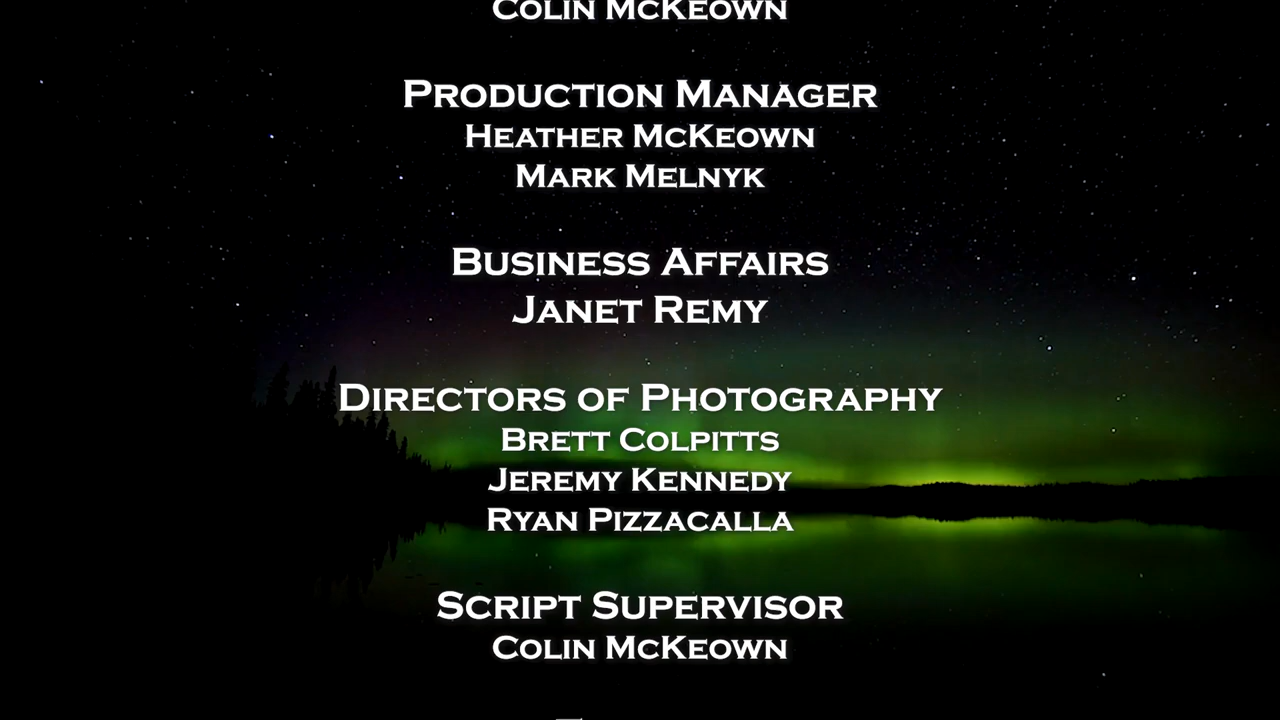 Colin McKeown
Production Manager
Heather McKeown
Mark Melnyk
Business Affairs
Janet Remy
Directors of Photography
Brett Colpitts
Jeremy Kennedy
Ryan Pizzacalla
Script Supervisor
Colin McKeown